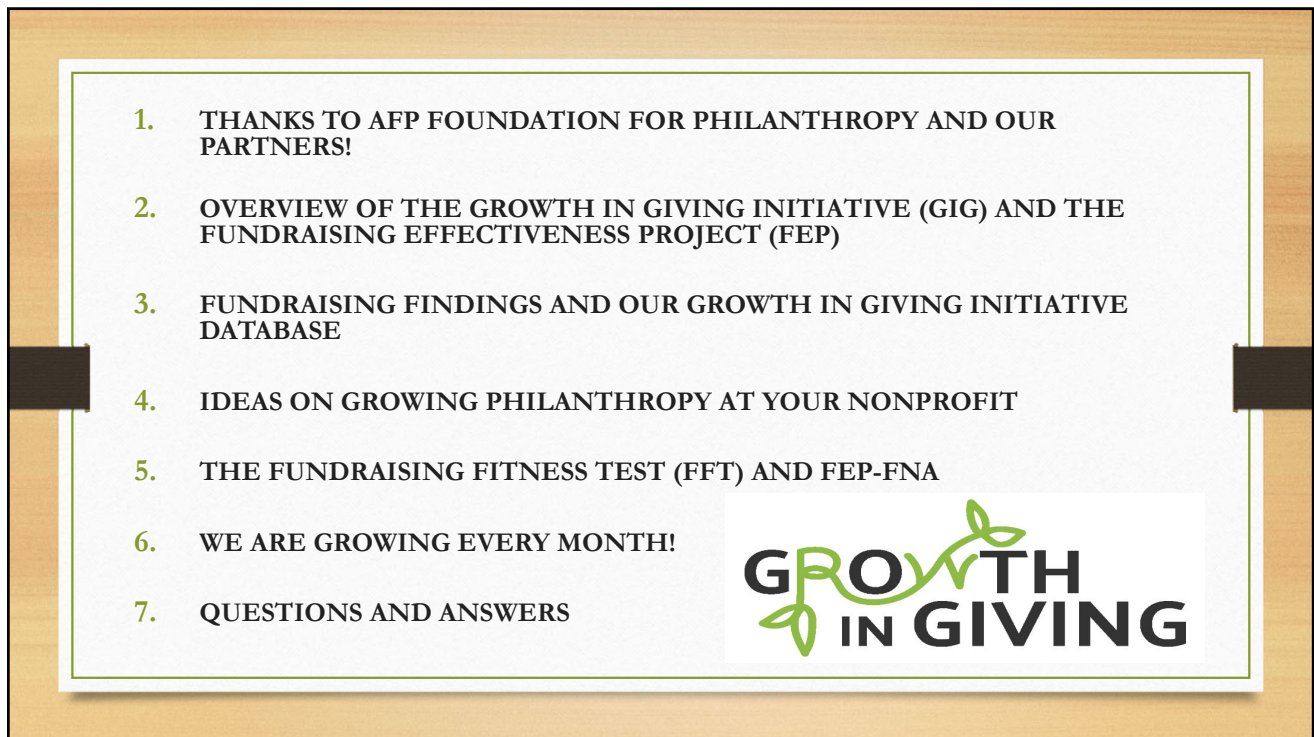 1. THANKS TO AFP FOUNDATION FOR PHILANTHROPY AND OUR
PARTNERS!
2. OVERVIEW OF THE GROWTH IN GIVING INITIATIVE (GIG) AND THE
FUNDRAISING EFFECTIVENESS PROJECT (FEP)
3. FUNDRAISING FINDINGS AND OUR GROWTH IN GIVING INITIATIVE
DATABASE
4. IDEAS ON GROWING PHILANTHROPY AT YOUR NONPROFIT
5. THE FUNDRAISING FITNESS TEST (FFT) AND FEP-FNA
6. WE ARE GROWING EVERY MONTH!
7. QUESTIONS AND ANSWERS
GROWTH
IN GIVING